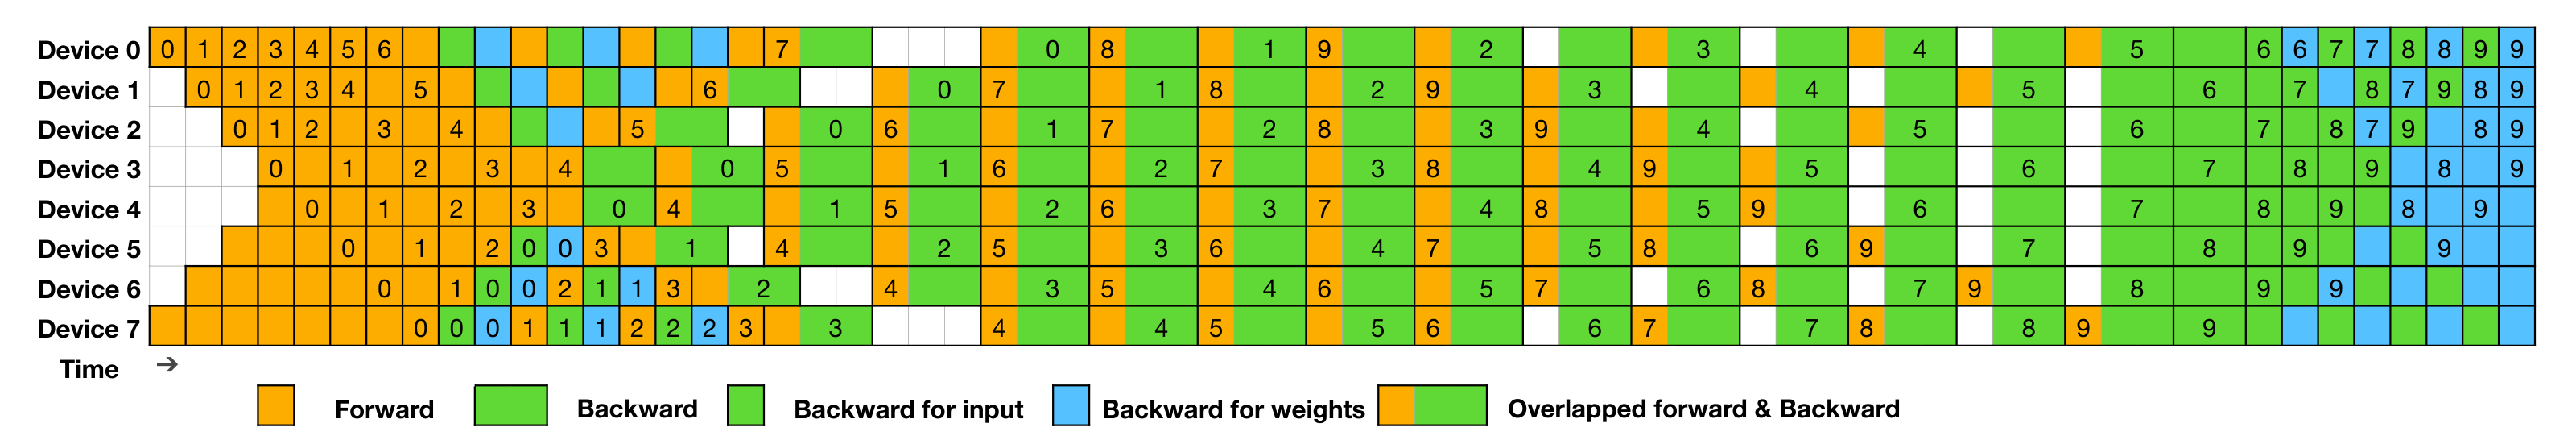 Device 0 0 1 2 3 4 5 6 7 0 8 1 9 2 3 4 5 6 6 7 7 8 8 9 9
Device 1 0 1 2 3 4 5 6 0 7 1 8 2 9 3 4 5 6 7 8 7 9 8 9
Device 2 0 1 2 3 4 5 0 6 1 7 2 8 3 9 4 5 6 7 8 7 9 8 9
Device 3 0 1 2 3 4 0 5 1 6 2 7 3 8 4 9 5 6 7 8 9 8 9
Device 4 0 1 2 3 0 4 1 5 2 6 3 7 4 8 5 9 6 7 8 9 8 9
Device 5 0 1 2 0 0 3 1 4 2 5 3 6 4 7 5 8 6 9 7 8 9 9
Device 6 0 1 0 0 2 1 1 3 2 4 3 5 4 6 5 7 6 8 7 9 8 9 9
Device 7 0 0 0 1 1 1 2 2 2 3 3 4 4 5 5 6 6 7 7 8 8 9 9
Time →
Forward Backward Backward for input Backward for weights Overlapped forward & Backward